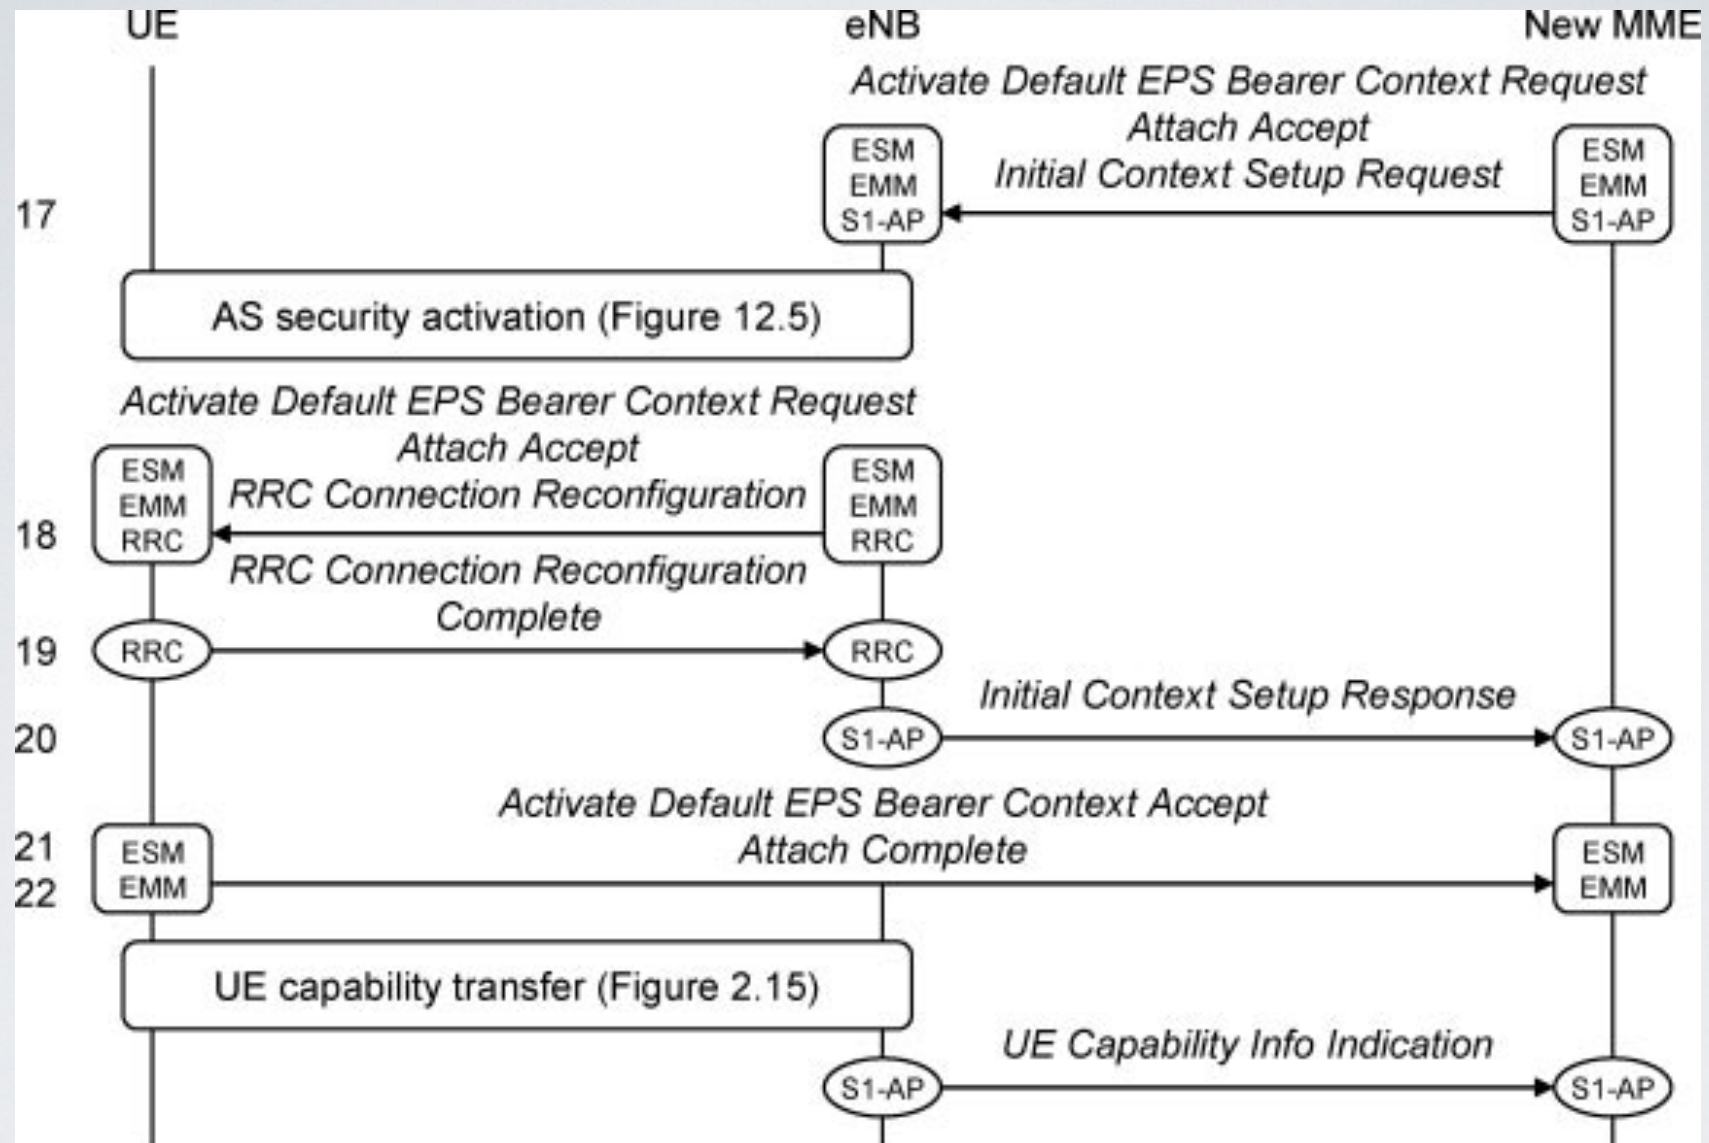 UE eNB New MME
Activate Default EPS Bearer Context Request
Attach Accept
Initial Context Setup Request
ESM ESM
EMM EMM
17 S1-AP S1-AP
AS security activation (Figure 12.5)
Activate Default EPS Bearer Context Request
Attach Accept
RRC Connection Reconfiguration
ESM ESM
EMM EMM
18 RRC RRC
RRC Connection Reconfiguration
Complete
19 RRC RRC
Initial Context Setup Response
20 S1-AP S1-AP
Activate Default EPS Bearer Context Accept
Attach Complete
21 ESM ESM
22 EMM EMM
UE capability transfer (Figure 2.15)
UE Capability Info Indication
S1-AP S1-AP